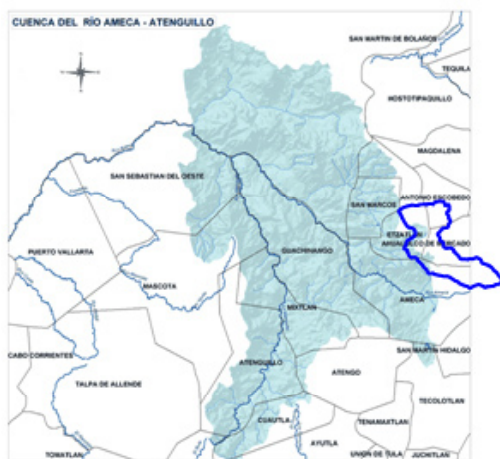 CUENCA DEL RÍO AMECA - ATENGUILLO
SAN MARTIN DE BOLAÑOS
TEQUILA
HOSTOTIPAQUILLO
MAGDALENA
SAN SEBASTIAN DEL OESTE
SAN MARCOS
ANTONIO ESCOBEDO
ETZATLAN
AHUALULCO DE MERCADO
PUERTO VALLARTA
GUACHINANGO
MASCOTA
AMECA
MIXTLAN
CABO CORRIENTES
ATENGUILLO
SAN MARTIN HIDALGO
TALPA DE ALLENDE
ATENGO
TECOLOTLAN
CUAUTLA
TENAMAXTLAN
AYUTLA
TOMATLAN
UNION DE TULA
JUCHITLAN